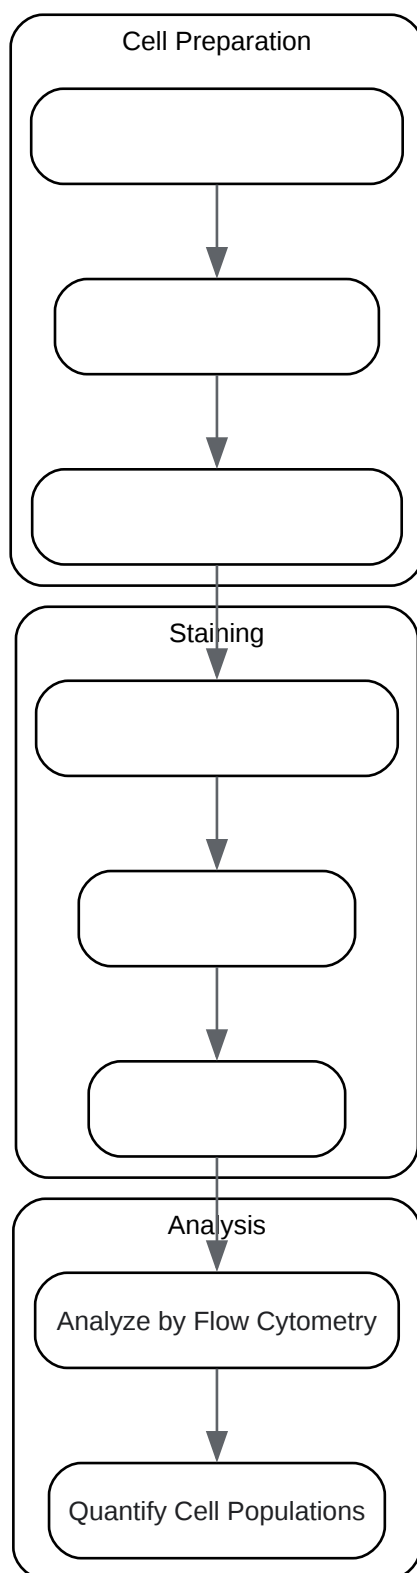 Cell Preparation
Staining
Analysis
Analyze by Flow Cytometry
Quantify Cell Populations